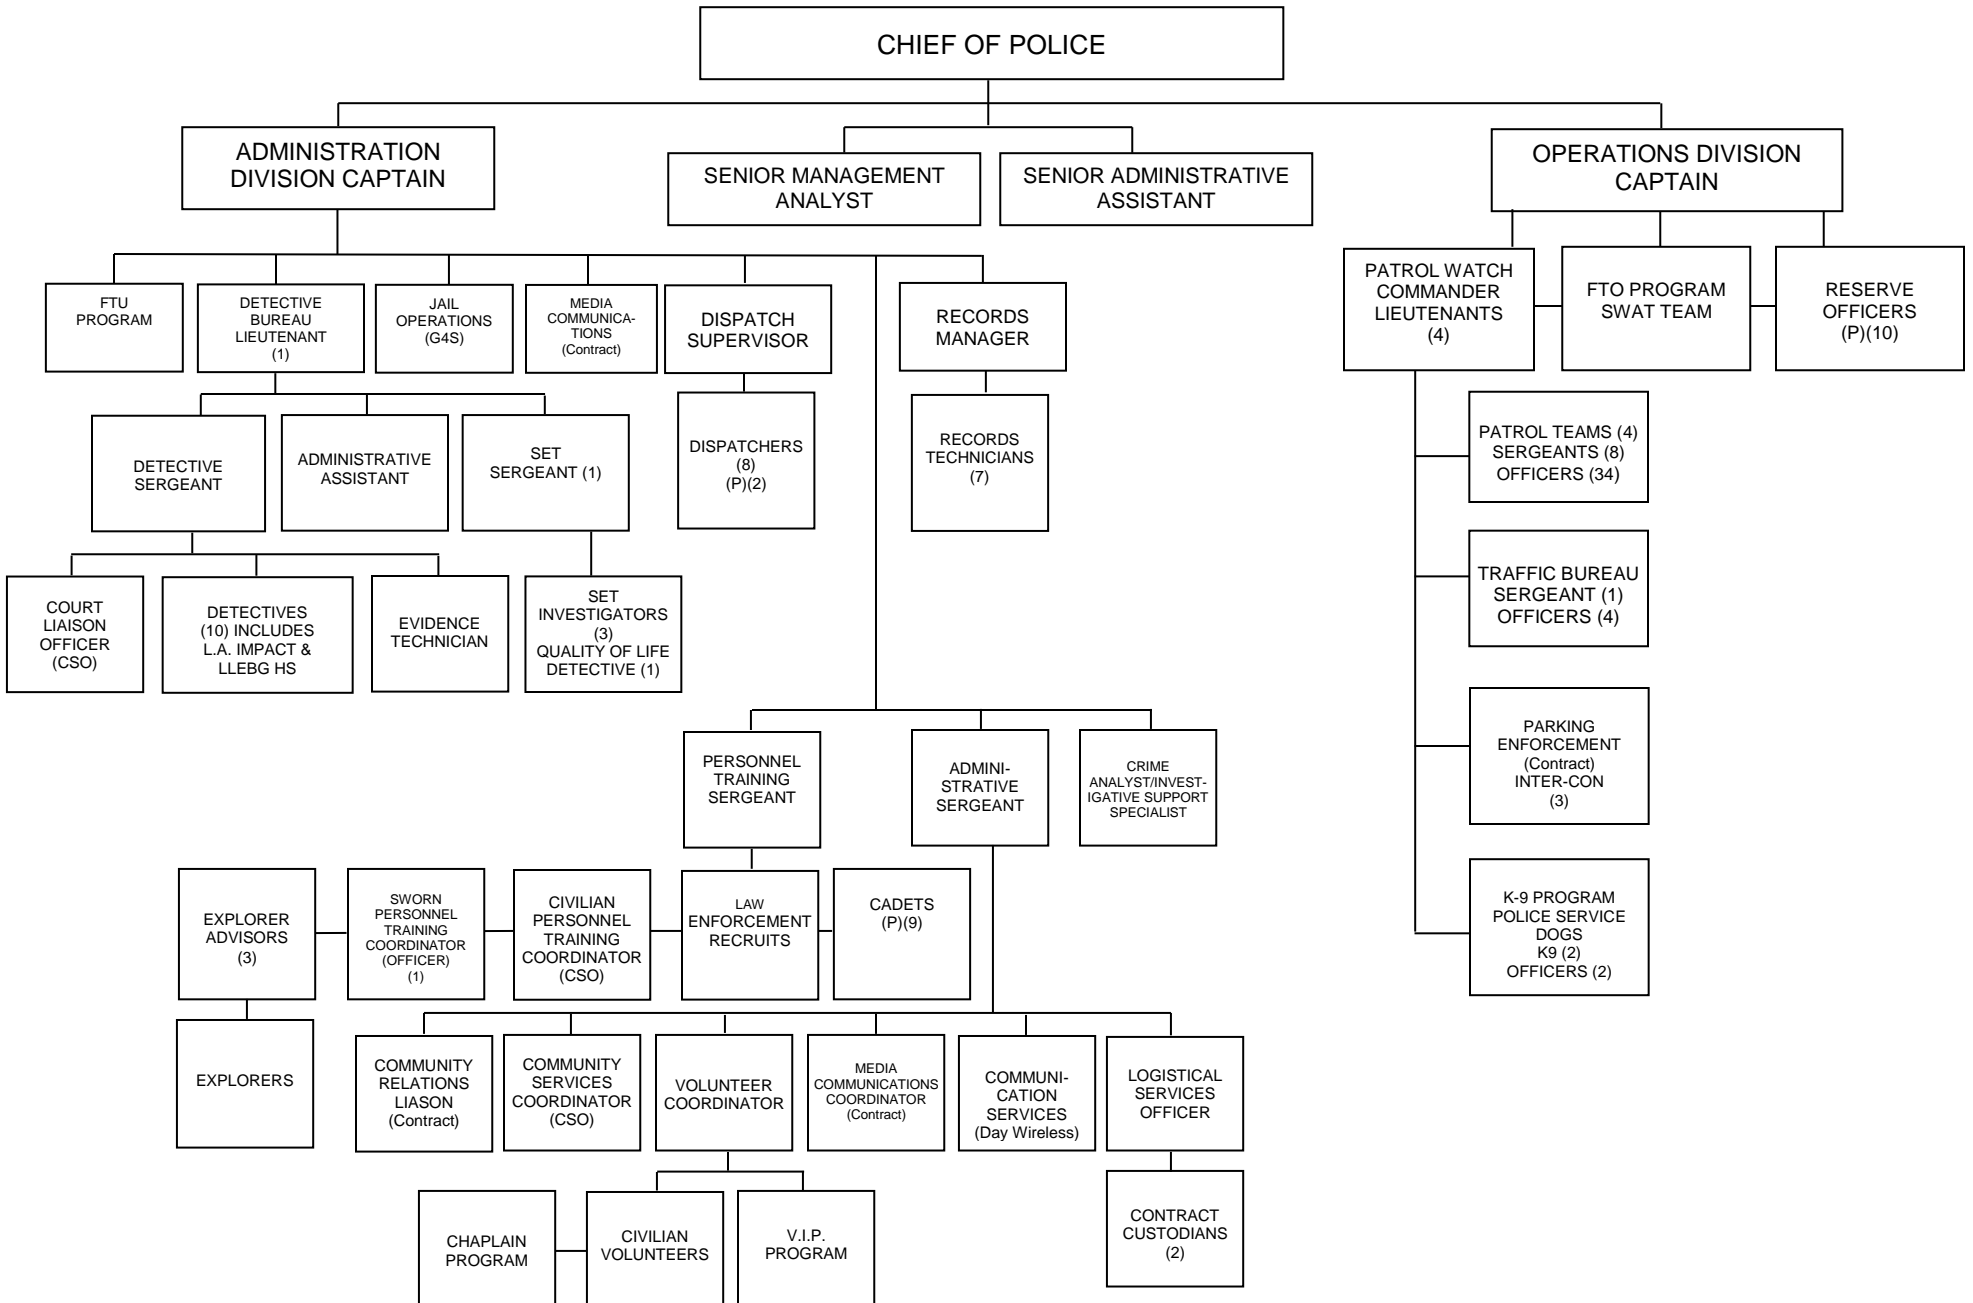 CHIEF OF POLICE
ADMINISTRATION
DIVISION CAPTAIN
SENIOR MANAGEMENT
ANALYST
SENIOR ADMINISTRATIVE
ASSISTANT
OPERATIONS DIVISION
CAPTAIN
FTU
PROGRAM
DETECTIVE
BUREAU
LIEUTENANT
(1)
JAIL
OPERATIONS
(G4S)
MEDIA
COMMUNICA-
TIONS
(Contract)
DISPATCH
SUPERVISOR
RECORDS
MANAGER
PATROL WATCH
COMMANDER
LIEUTENANTS
(4)
FTO PROGRAM
SWAT TEAM
RESERVE
OFFICERS
(P)(10)
DETECTIVE
SERGEANT
ADMINISTRATIVE
ASSISTANT
SET
SERGEANT (1)
DISPATCHERS
(8)
(P)(2)
RECORDS
TECHNICIANS
(7)
PATROL TEAMS (4)
SERGEANTS (8)
OFFICERS (34)
COURT
LIAISON
OFFICER
(CSO)
DETECTIVES
(10) INCLUDES
L.A. IMPACT &
LLEBG HS
EVIDENCE
TECHNICIAN
SET
INVESTIGATORS
(3)
QUALITY OF LIFE
DETECTIVE (1)
TRAFFIC BUREAU
SERGEANT (1)
OFFICERS (4)
PERSONNEL
TRAINING
SERGEANT
ADMINI-
STRATIVE
SERGEANT
CRIME
ANALYST/INVEST-
IGATIVE SUPPORT
SPECIALIST
PARKING
ENFORCEMENT
(Contract)
INTER-CON
(3)
EXPLORER
ADVISORS
(3)
SWORN
PERSONNEL
TRAINING
COORDINATOR
(OFFICER)
(1)
CIVILIAN
PERSONNEL
TRAINING
COORDINATOR
(CSO)
LAW
ENFORCEMENT
RECRUITS
CADETS
(P)(9)
K-9 PROGRAM
POLICE SERVICE
DOGS
K9 (2)
OFFICERS (2)
EXPLORERS
COMMUNITY
RELATIONS
LIASON
(Contract)
COMMUNITY
SERVICES
COORDINATOR
(CSO)
VOLUNTEER
COORDINATOR
MEDIA
COMMUNICATIONS
COORDINATOR
(Contract)
COMMUNI-
CATION
SERVICES
(Day Wireless)
LOGISTICAL
SERVICES
OFFICER
CHAPLAIN
PROGRAM
CIVILIAN
VOLUNTEERS
V.I.P.
PROGRAM
CONTRACT
CUSTODIANS
(2)